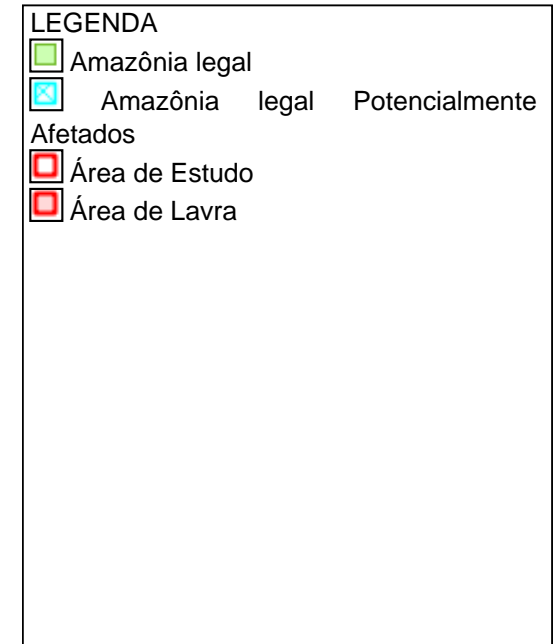 LEGENDA
Amazônia legal
Amazônia legal Potencialmente
Afetados
Área de Estudo
Área de Lavra